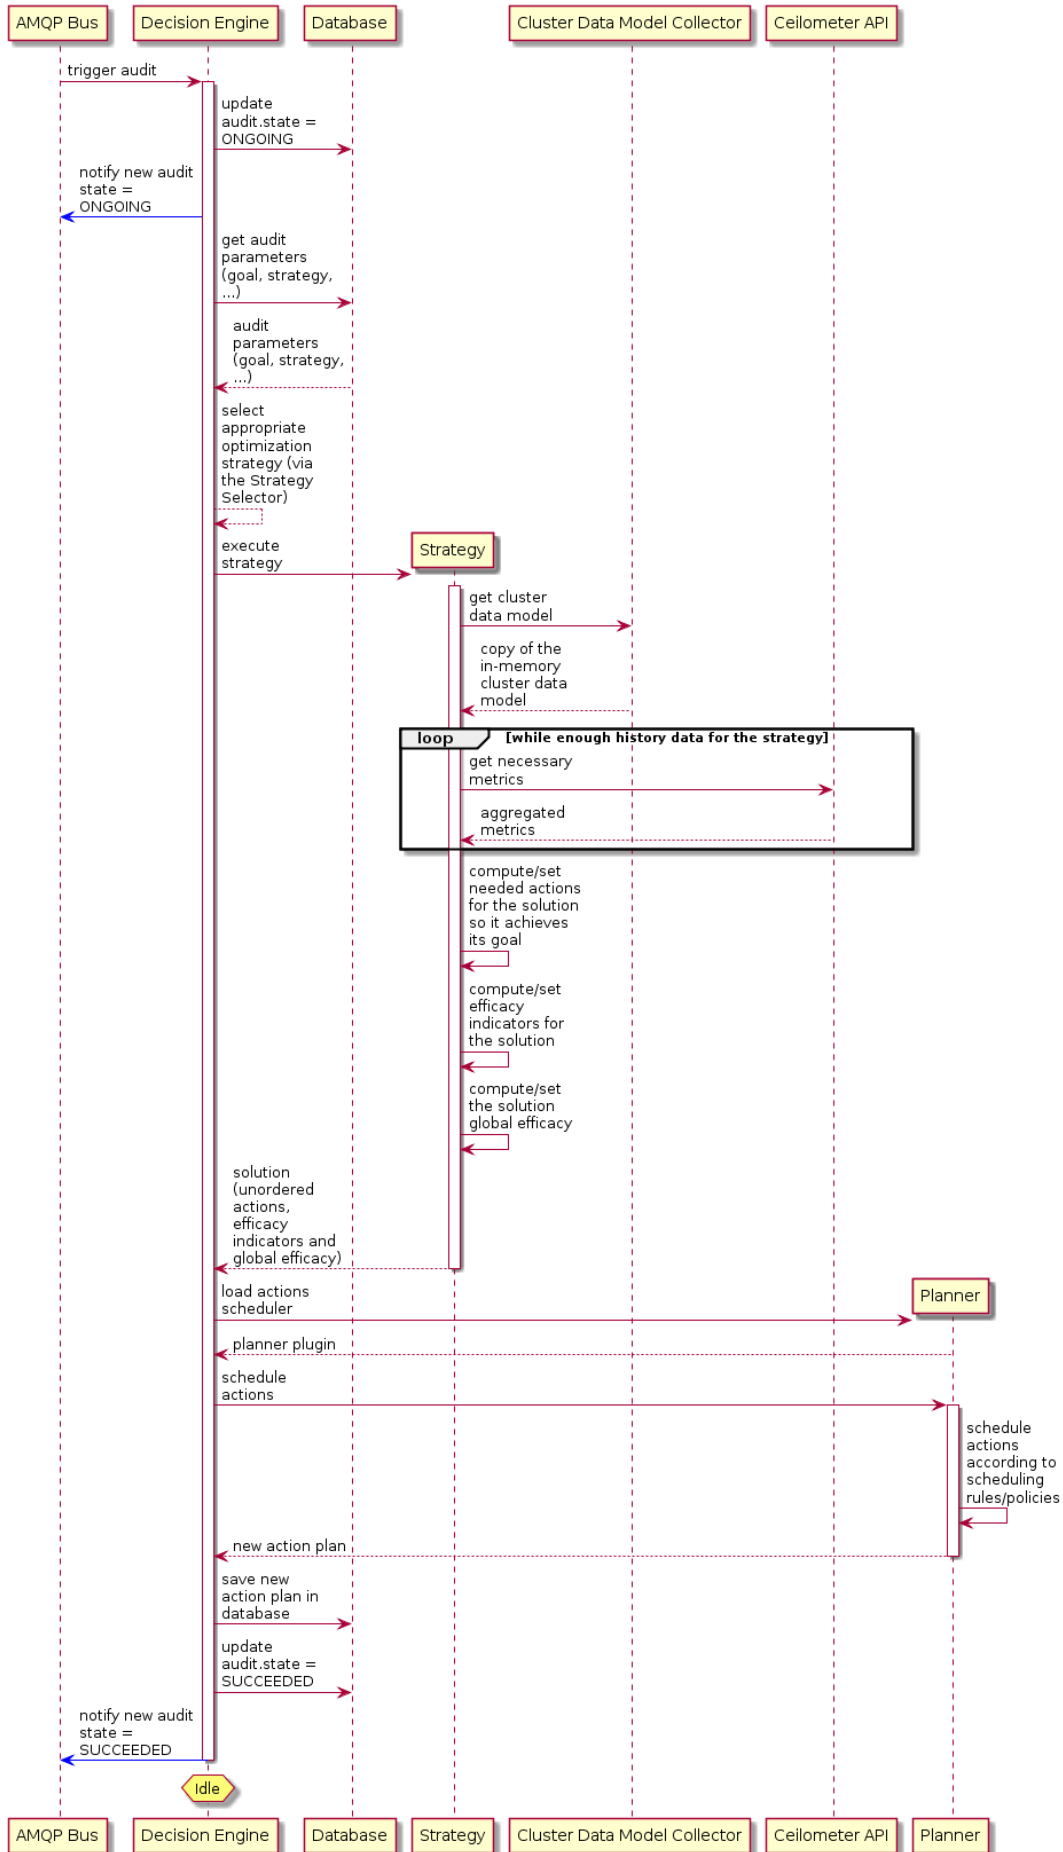 AMQP Bus
Decision Engine
Database
Cluster Data Model Collector
Ceilometer API
trigger audit
update
audit.state =
ONGOING
notify new audit
state =
ONGOING
get audit
parameters
(goal, strategy,
...)
audit
parameters
(goal, strategy,
...)
select
appropriate
optimization
strategy (via
the Strategy
Selector)
execute
strategy
Strategy
get cluster
data model
copy of the
in-memory
cluster data
model
loop
[while enough history data for the strategy]
get necessary
metrics
aggregated
metrics
compute/set
needed actions
for the solution
so it achieves
its goal
compute/set
efficacy
indicators for
the solution
compute/set
the solution
global efficacy
solution
(unordered
actions,
efficacy
indicators and
global efficacy)
load actions
scheduler
Planner
planner plugin
schedule
actions
schedule
actions
according to
scheduling
rules/policies
new action plan
save new
action plan in
database
update
audit.state =
SUCCEEDED
notify new audit
state =
SUCCEEDED
Idle
AMQP Bus
Decision Engine
Database
Strategy
Cluster Data Model Collector
Ceilometer API
Planner